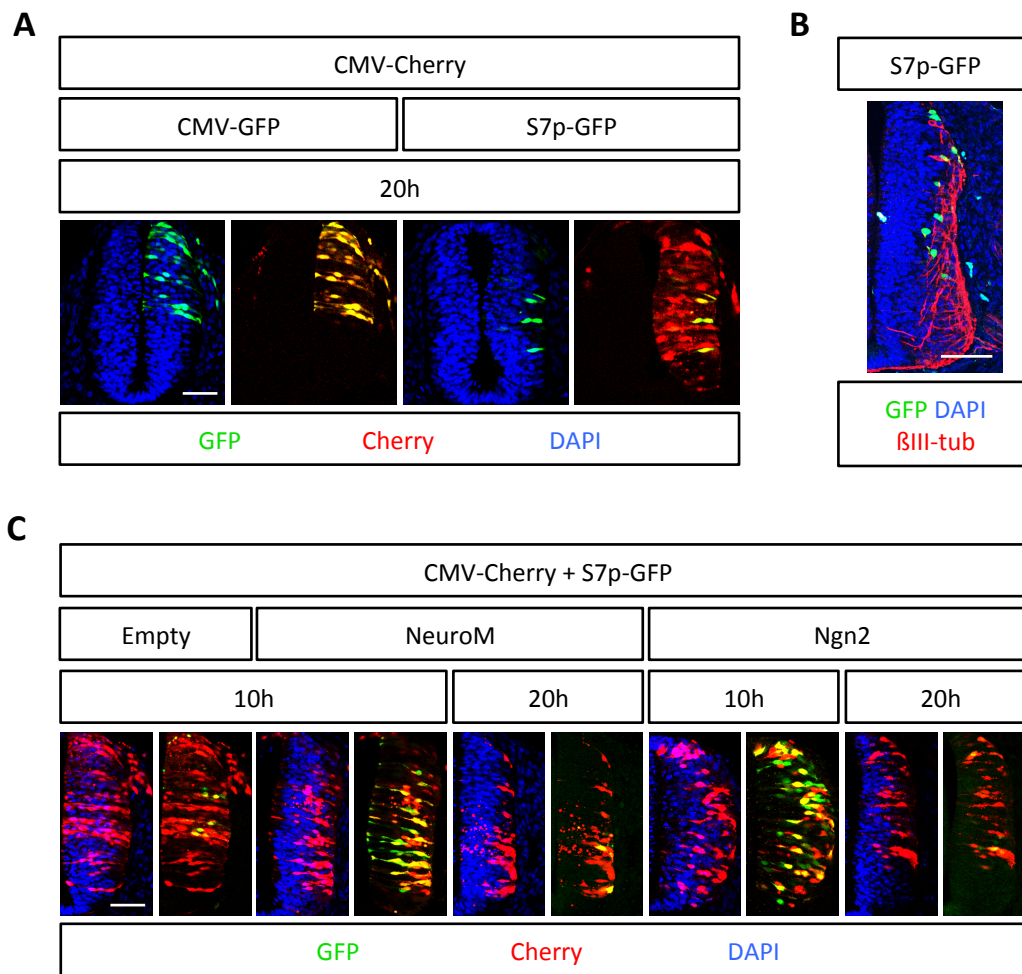 A
CMV-Cherry
CMV-GFP
S7p-GFP
20h
GFP
Cherry
DAPI
B
S7p-GFP
GFP DAPI
ßIII-tub
C
CMV-Cherry + S7p-GFP
Empty
NeuroM
Ngn2
10h
20h
10h
20h
GFP
Cherry
DAPI